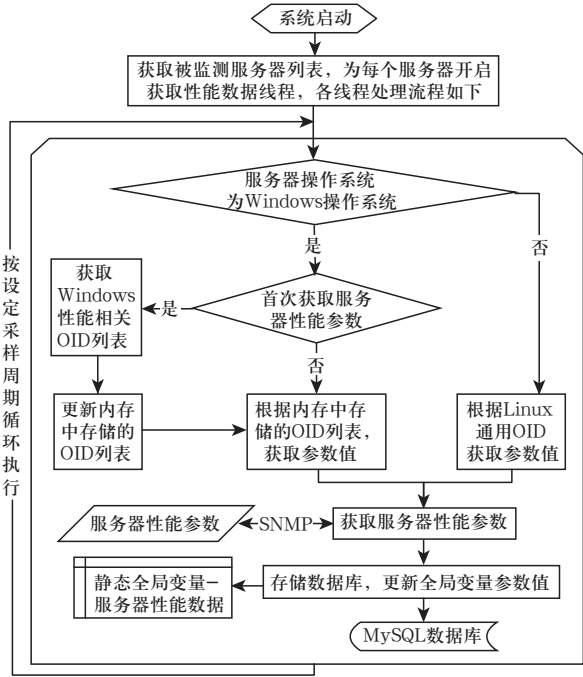 系统启动
获取被监测服务器列表，为每个服务器开启
获取性能数据线程，各线程处理流程如下
服务器操作系统
为Windows操作系统
是
否
首次获取服务
器性能参数
是
获取
Windows
性能相关
OID列表
否
更新内存
中存储的
OID列表
根据内存中存
储的OID列表，
获取参数值
根据Linux
通用OID
获取参数值
按设定采样周期循环执行
服务器性能参数
SNMP
获取服务器性能参数
静态全局变量-
服务器性能数据
存储数据库，更新全局变量参数值
MySQL数据库